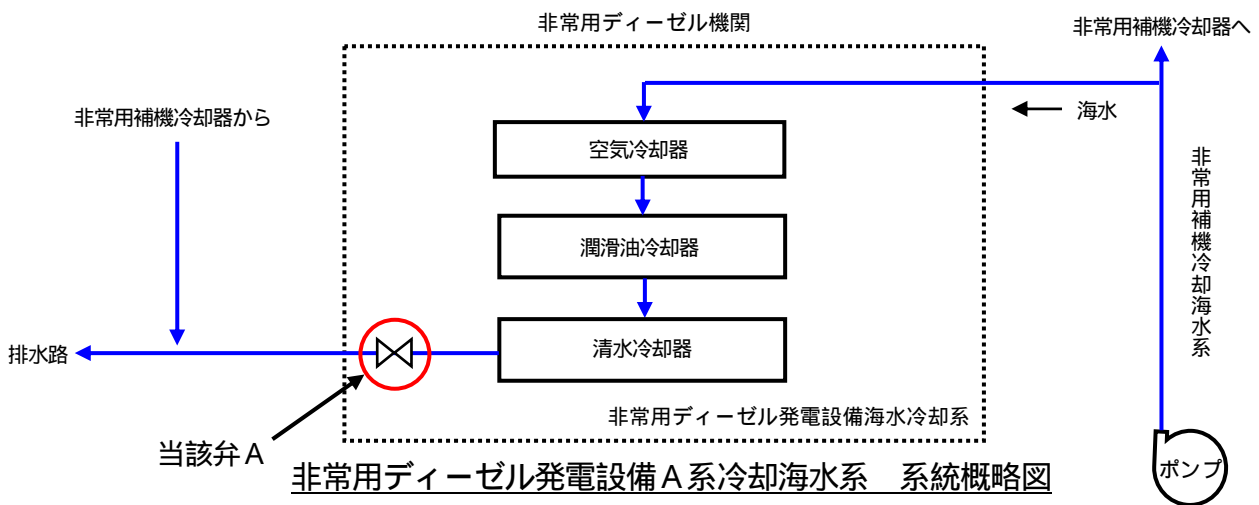 非常用ディーゼル機関
非常用補機冷却器へ
非常用補機冷却器から
海水
空気冷却器
非常用補機冷却海水系
潤滑油冷却器
清水冷却器
排水路
非常用ディーゼル発電設備海水冷却系
当該弁A
ポンプ
非常用ディーゼル発電設備A系冷却海水系　系統概略図